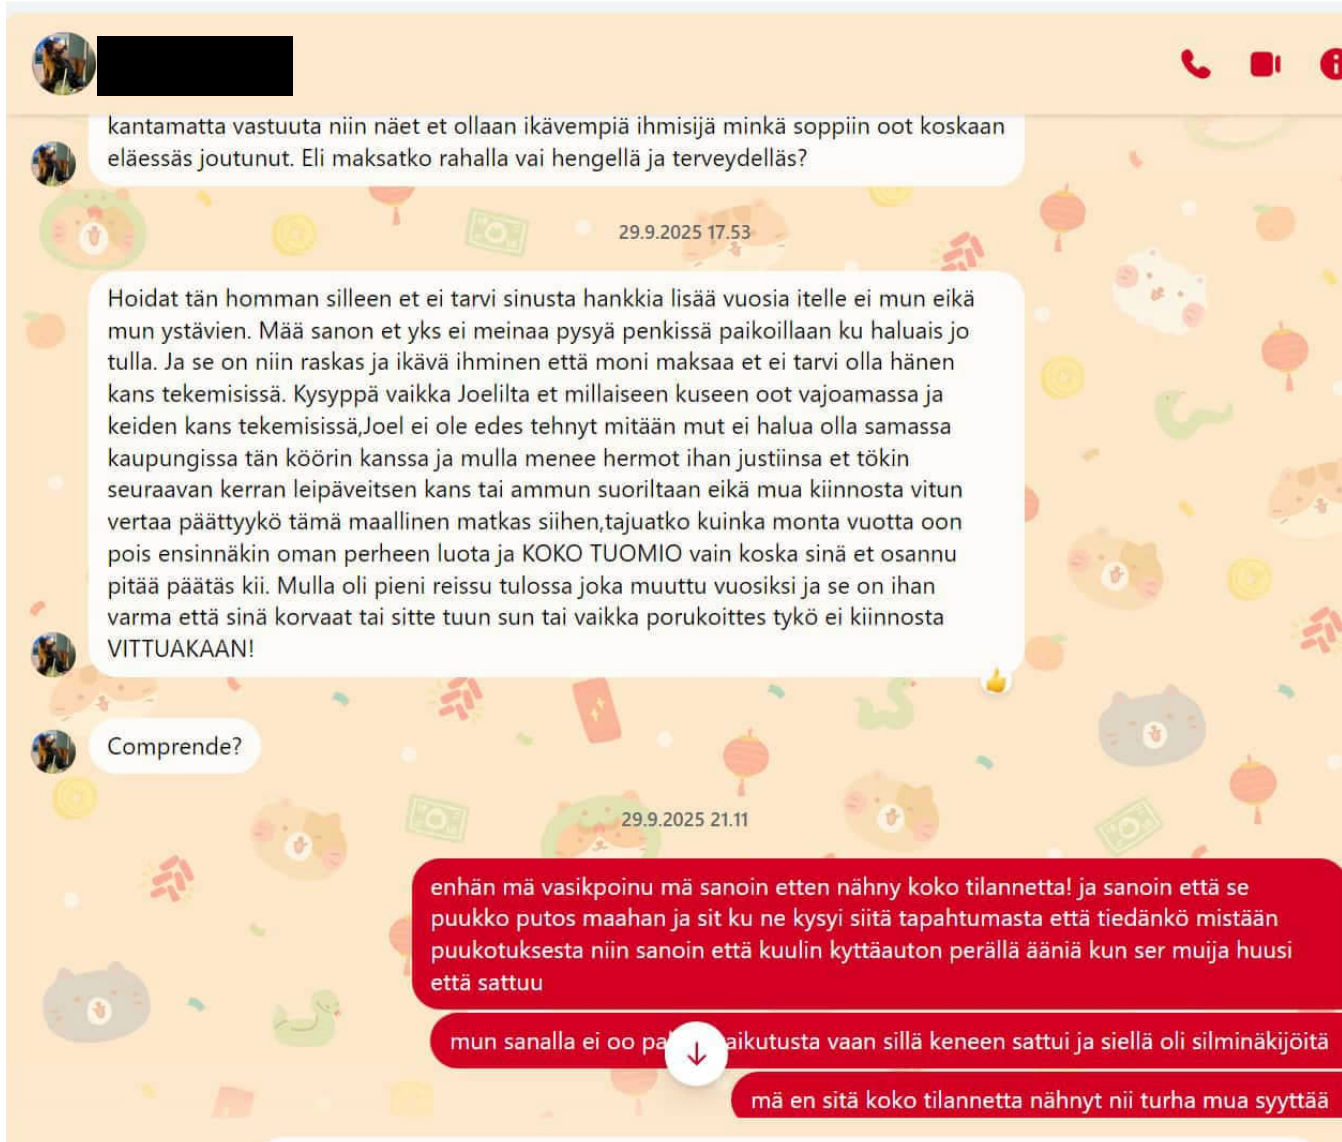 kantamatta vastuuta niin näet et ollaan ikävempiä ihmisijä minkä soppiin oot koskaan
eläessäs joutunut. Eli maksatko rahalla vai hengellä ja terveydelläs?
29.9.2025 17.53
Hoidat tän homman silleen et ei tarvi sinusta hankkia lisää vuosia itelle ei mun eikä
mun ystävien. Mää sanon et yks ei meinaa pysyä penkissä paikoillaan ku haluais jo
tulla. Ja se on niin raskas ja ikävä ihminen että moni maksaa et ei tarvi olla hänen
kans tekemisissä. Kysyppä vaikka Joelilta et millaiseen kuseen oot vajoamassa ja
keiden kans tekemisissä,Joel ei ole edes tehnyt mitään mut ei halua olla samassa
kaupungissa tän köörin kanssa ja mulla menee hermot ihan justiinsa et tökin
seuraavan kerran leipäveitsen kans tai ammun suoriltaan eikä mua kiinnosta vitun
vertaa päättyykö tämä maallinen matkas siihen,tajuatko kuinka monta vuotta oon
pois ensinnäkin oman perheen luota ja KOKO TUOMIO vain koska sinä et osannu
pitää päätäs kii. Mulla oli pieni reissu tulossa joka muuttu vuosiksi ja se on ihan
varma että sinä korvaat tai sitte tuun sun tai vaikka porukoittes tykö ei kiinnosta
VITTUAKAAN!
Comprende?
29.9.2025 21.11
enhän mä vasikpoinu mä sanoin etten nähny koko tilannetta! ja sanoin että se
puukko putos maahan ja sit ku ne kysyi siitä tapahtumasta että tiedänkö mistään
puukotuksesta niin sanoin että kuulin kyttäauton perällä ääniä kun ser muija huusi
että sattuu
mun sanalla ei oo vaan sillä keneen sattui ja siellä oli silminäkijöitä
mä en sitä koko tilannetta nähnyt nii turha mua syyttää